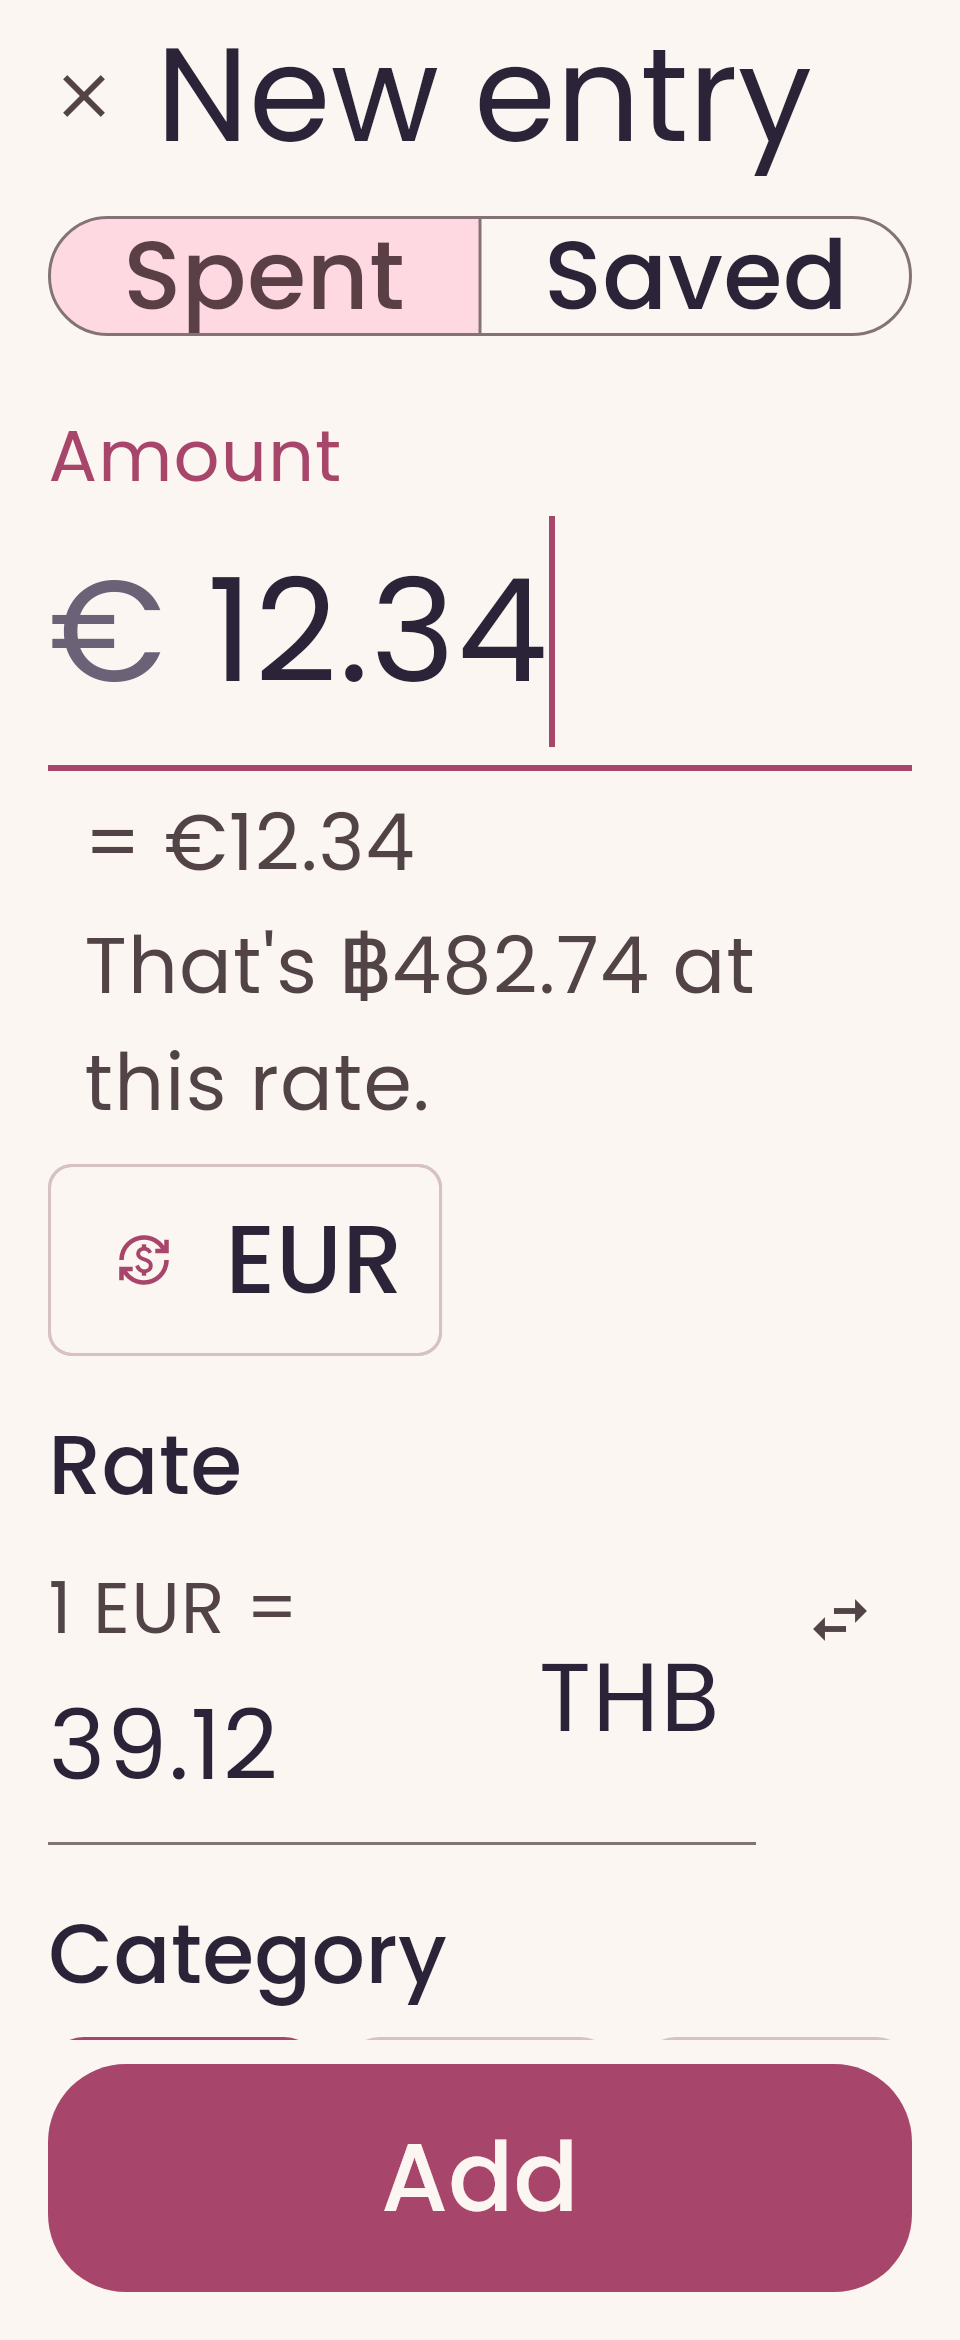 New entry
Spent
Saved
Amount
€ 12.34
= €12.34
That's ฿482.74 at
this rate.
EUR
Rate
1 EUR =
39.12
THB
Category
Add